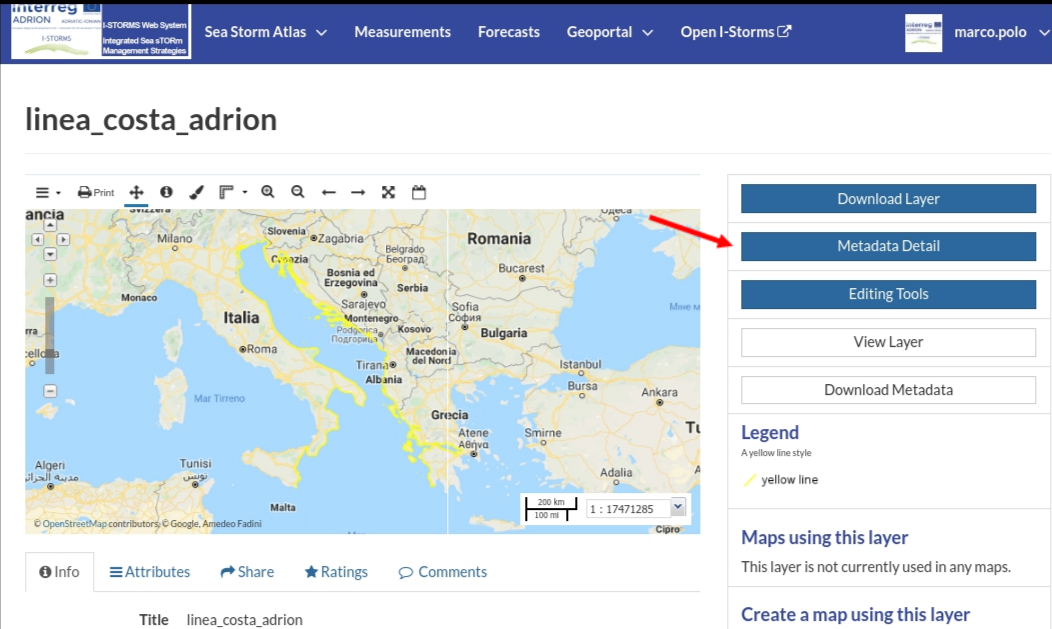 Interreg
ADRION ADRIATIC-IONIAN
I-STORMS
I-STORMS Web System
Integrated Sea sTORm
Management Strategies
Sea Storm Atlas
Measurements
Forecasts
Geoportal
Open I-Storms
marco.polo
linea_costa_adrion
Print
ancia
Svizzera
Milano
Slovenia
Zagabria
Croazia
Belgrado
Београд
Romania
Одеса
Bosnia ed
Erzegovina
Serbia
Bucarest
Monaco
Sarajevo
Italia
Montenegro
Podgorica
Подгорица
Kosovo
Sofia
София
Bulgaria
Roma
Macedonia
del Nord
Tirana
Albania
Istanbul
Bursa
Ankara
Mar Tirreno
Grecia
Atene
Αθήνα
Smirne
Tu
Algeri
مدينة الجزائر
Tunisi
تونس
Adalia
Malta
Cipro
200 km
100 mi
1 : 17471285
© OpenStreetMap contributors, © Google, Amedeo Fadini
Download Layer
Metadata Detail
Editing Tools
View Layer
Download Metadata
Legend
A yellow line style
yellow line
Maps using this layer
This layer is not currently used in any maps.
Create a map using this layer
Info
Attributes
Share
Ratings
Comments
Title linea_costa_adrion